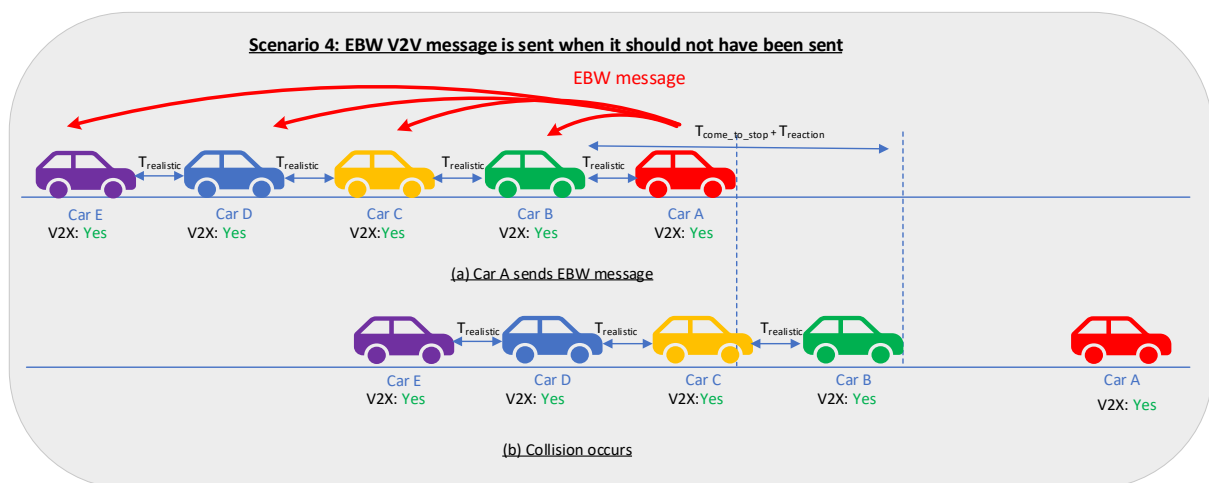 Scenario 4: EBW V2V message is sent when it should not have been sent
EBW message
Tcome_to_stop + Treaction
Trealistic Trealistic Trealistic Trealistic
Car E Car D Car C Car B Car A
V2X: Yes V2X: Yes V2X:Yes V2X: Yes V2X: Yes
(a) Car A sends EBW message
Trealistic Trealistic Trealistic
Car E Car D Car C Car B Car A
V2X: Yes V2X: Yes V2X:Yes V2X: Yes V2X: Yes
(b) Collision occurs